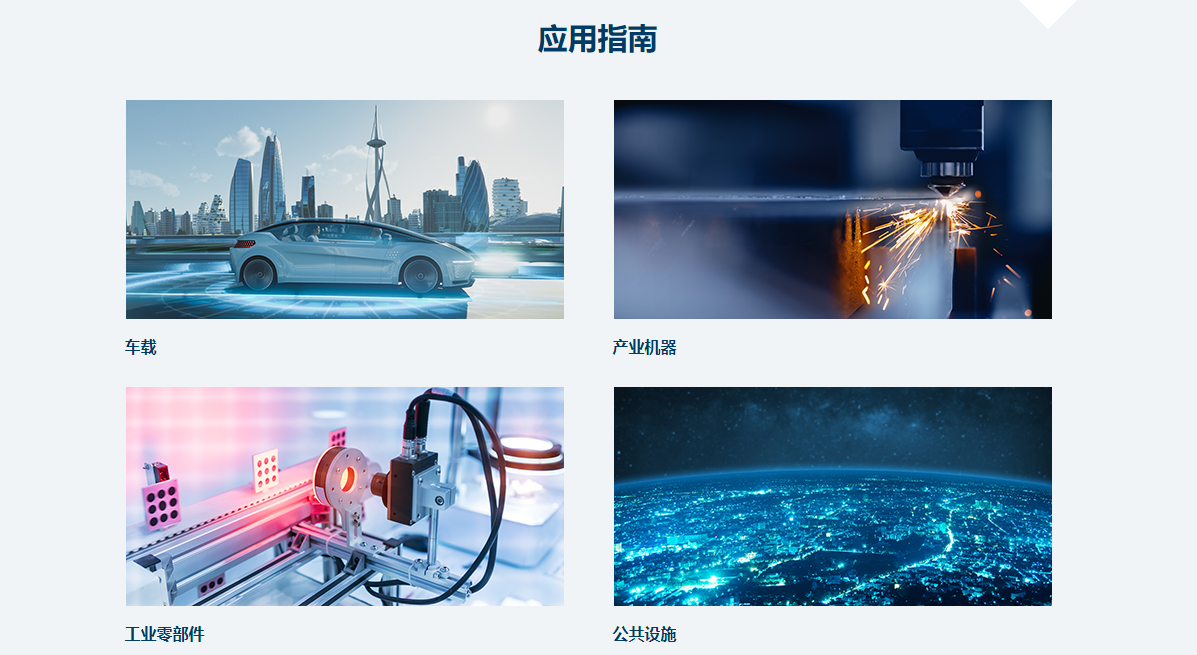 应用指南
车载
产业机器
工业零部件
公共设施